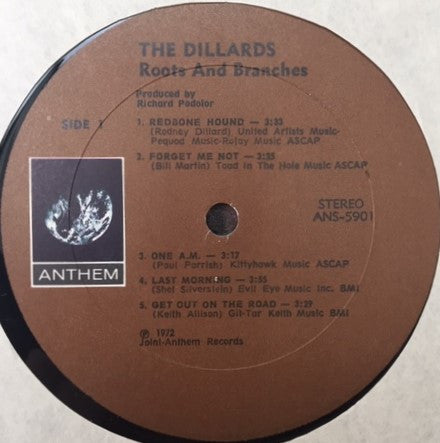 THE DILLARDS
Roots And Branches
Produced by
Richard Podolor
SIDE 1
1. REDBONE HOUND — 3:33
(Rodney Dillard) United Artists Music-
Pequod Music-Rojay Music ASCAP
2. FORGET ME NOT — 3:35
(Bill Martin) Toad In The Hole Music ASCAP
STEREO
ANS-5901
ANTHEM
3. ONE A.M. — 3:17
(Paul Parrish) Kittyhawk Music ASCAP
4. LAST MORNING — 3:55
(Shel Silverstein) Evil Eye Music Inc. BMI
5. GET OUT ON THE ROAD — 3:29
(Keith Allison) Git-Tar Keith Music BMI
℗ 1972
Joint-Anthem Records